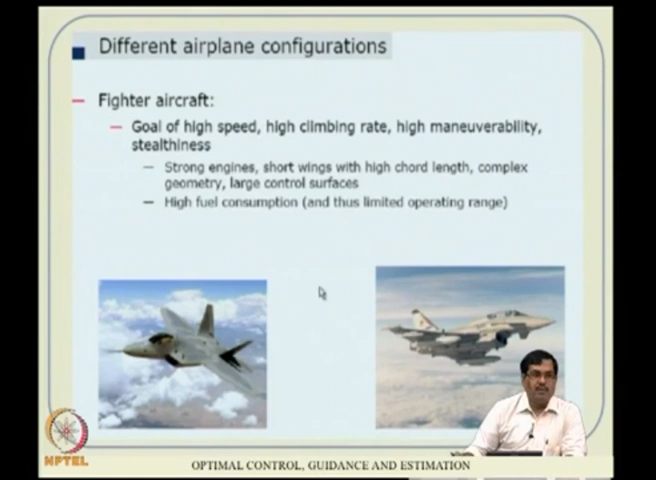 Different airplane configurations
Fighter aircraft:
Goal of high speed, high climbing rate, high maneuverability,
stealthiness
Strong engines, short wings with high chord length, complex
geometry, large control surfaces
High fuel consumption (and thus limited operating range)
NPTEL
OPTIMAL CONTROL, GUIDANCE AND ESTIMATION